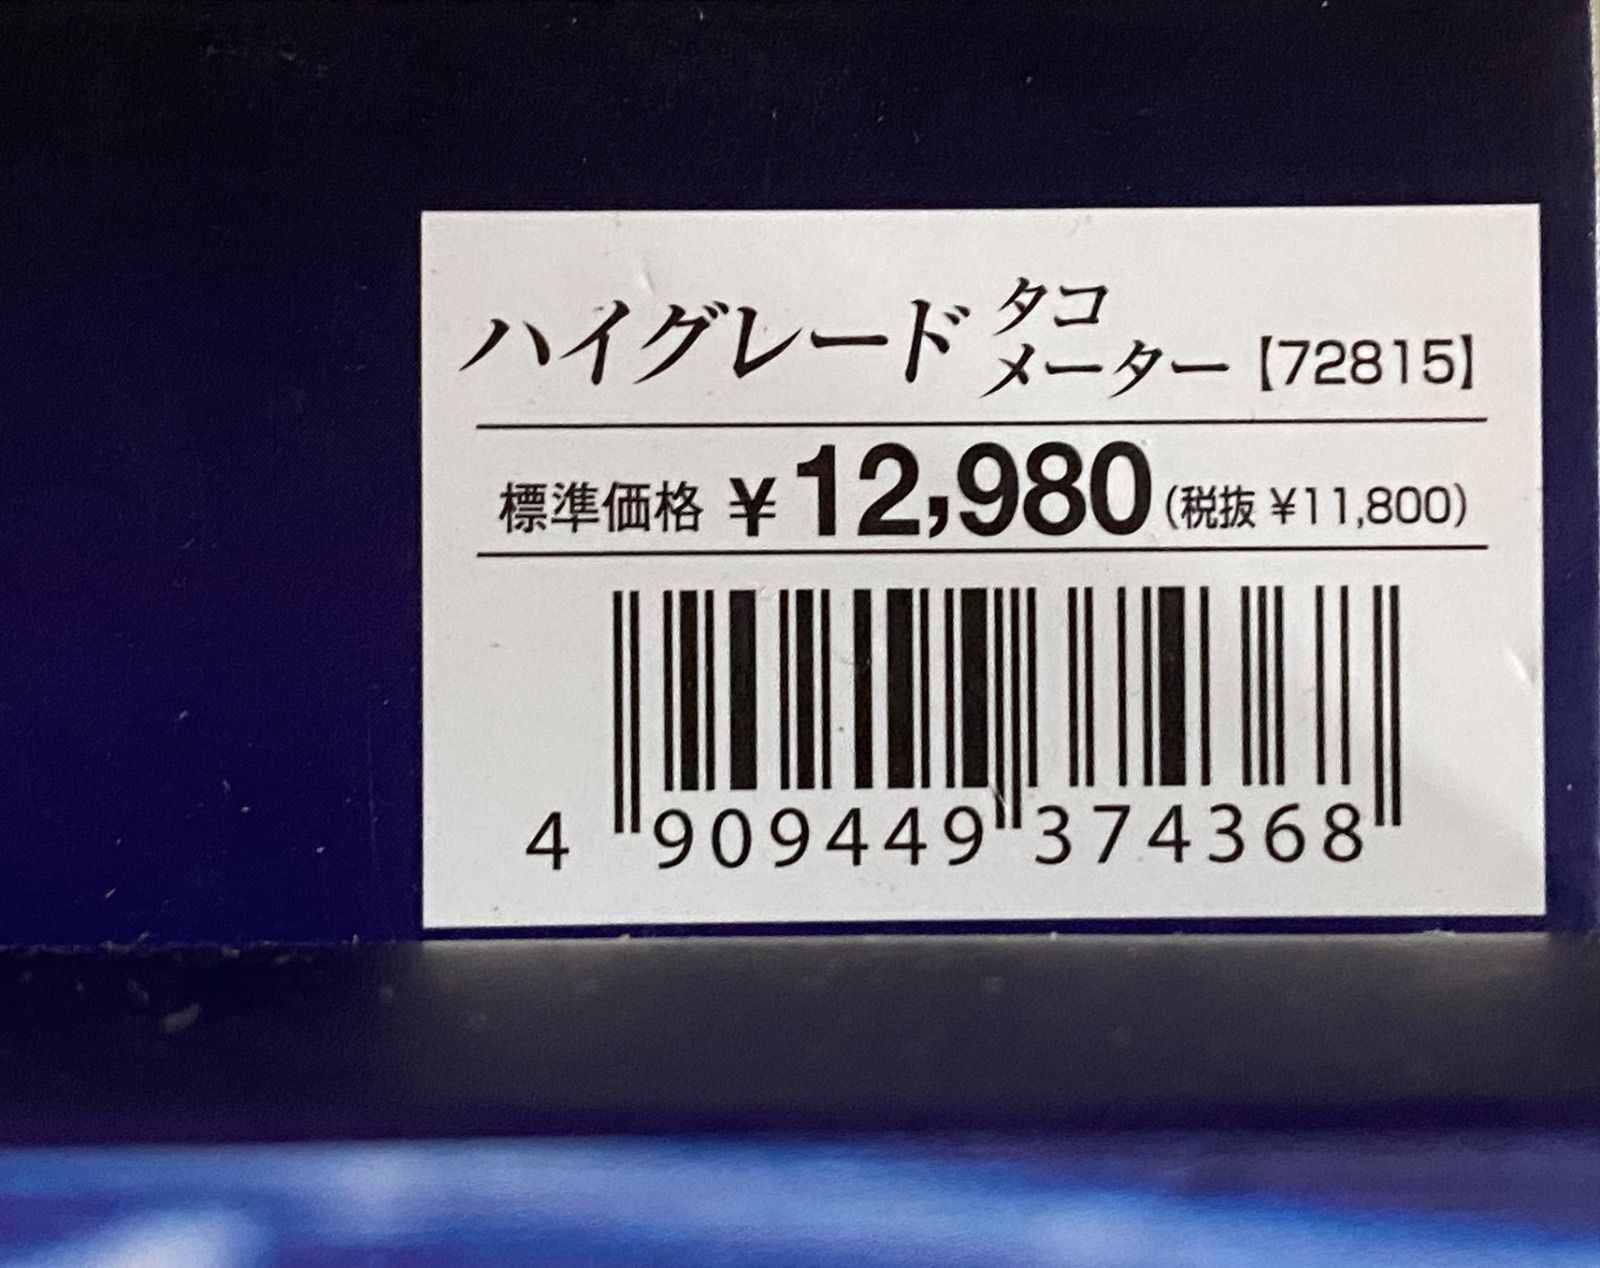 ハイグレード タコメーター【72815】
標準価格 ￥12,980（税抜 ￥11,800）
4 909449 374368